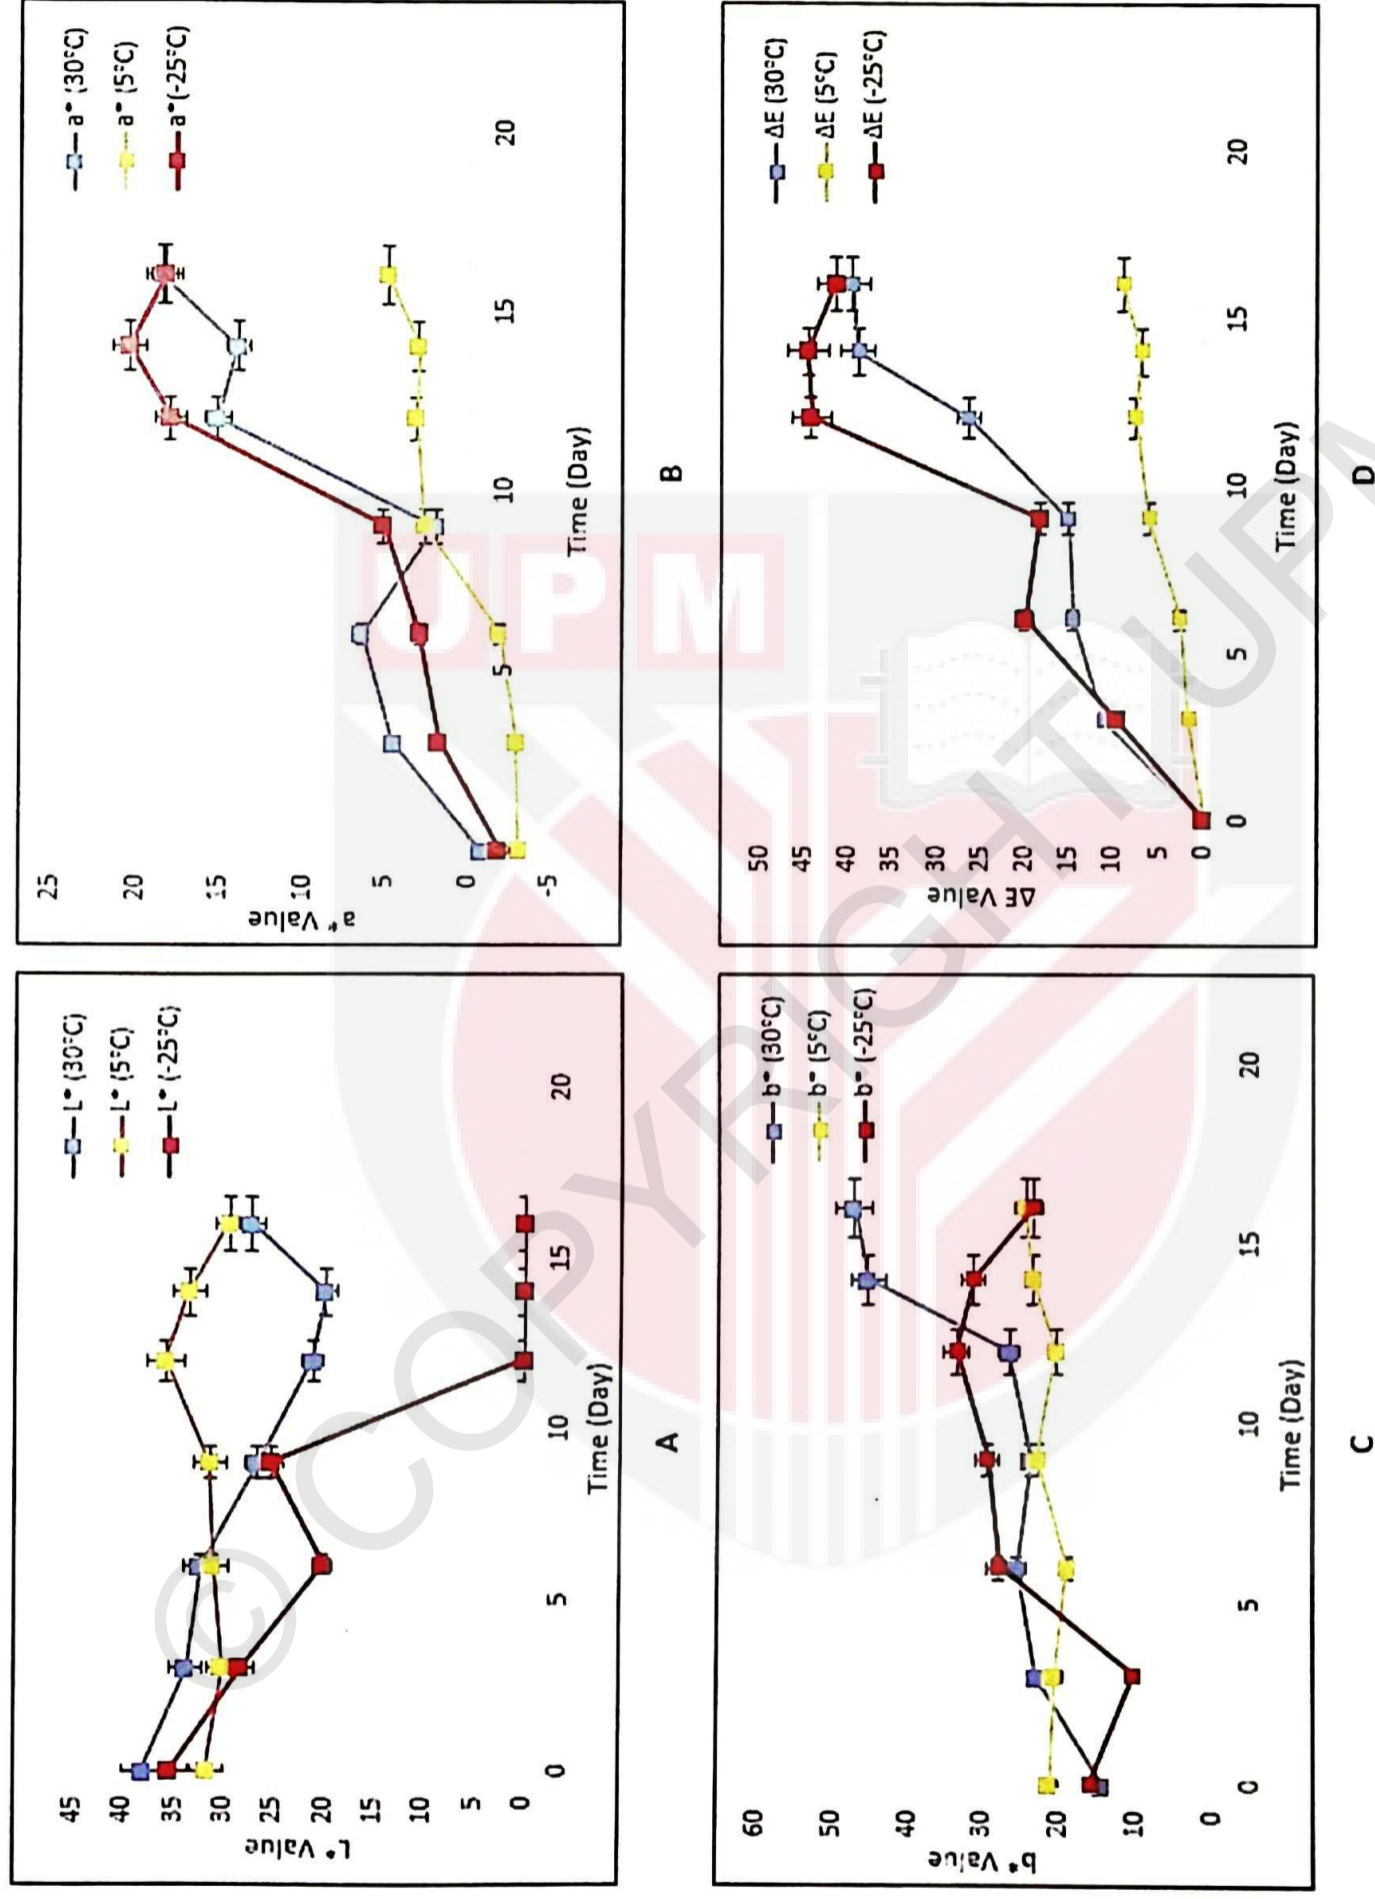 45
40
35
30
25
20
15
10
5
0
L* Value
0
5
10
15
20
Time (Day)
L* (30°C)
L* (5°C)
L* (-25°C)
A
25
20
15
10
5
0
-5
a* Value
5
10
15
20
Time (Day)
a* (30°C)
a* (5°C)
a* (-25°C)
B
60
50
40
30
20
10
0
b* Value
0
5
10
15
20
Time (Day)
b* (30°C)
b* (5°C)
b* (-25°C)
C
50
45
40
35
30
25
20
15
10
5
0
ΔE Value
0
5
10
15
20
Time (Day)
ΔE (30°C)
ΔE (5°C)
ΔE (-25°C)
D
UPM
© COPYRIGHT UPM